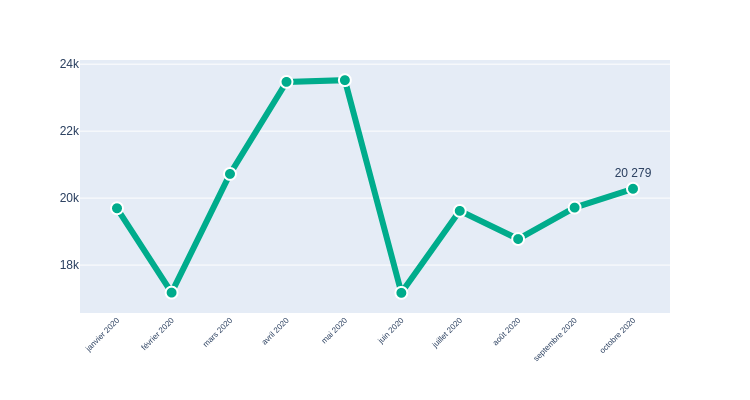 24k
22k
20k
18k
20 279
janvier 2020
février 2020
mars 2020
avril 2020
mai 2020
juin 2020
juillet 2020
août 2020
septembre 2020
octobre 2020